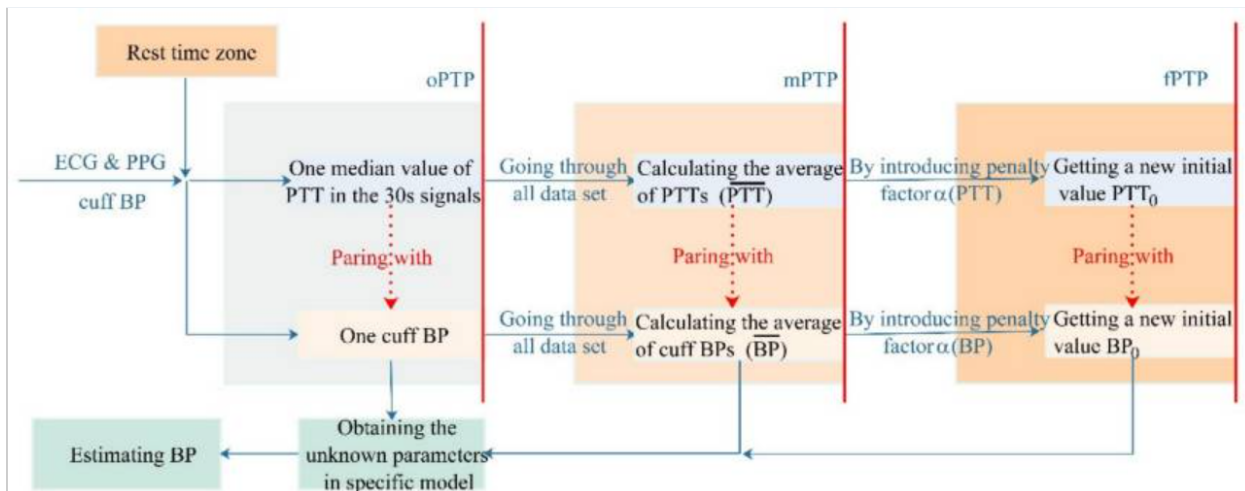 Rest time zone
oPTP
mPTP
fPTP
ECG & PPG
cuff BP
One median value of
PTT in the 30s signals
Going through
all data set
Calculating the average
of PTTs (P̅T̅T̅)
By introducing penalty
factor α(PTT)
Getting a new initial
value PTT₀
Paring with
Paring with
Paring with
One cuff BP
Going through
all data set
Calculating the average
of cuff BPs (B̅P̅)
By introducing penalty
factor α(BP)
Getting a new initial
value BP₀
Estimating BP
Obtaining the
unknown parameters
in specific model